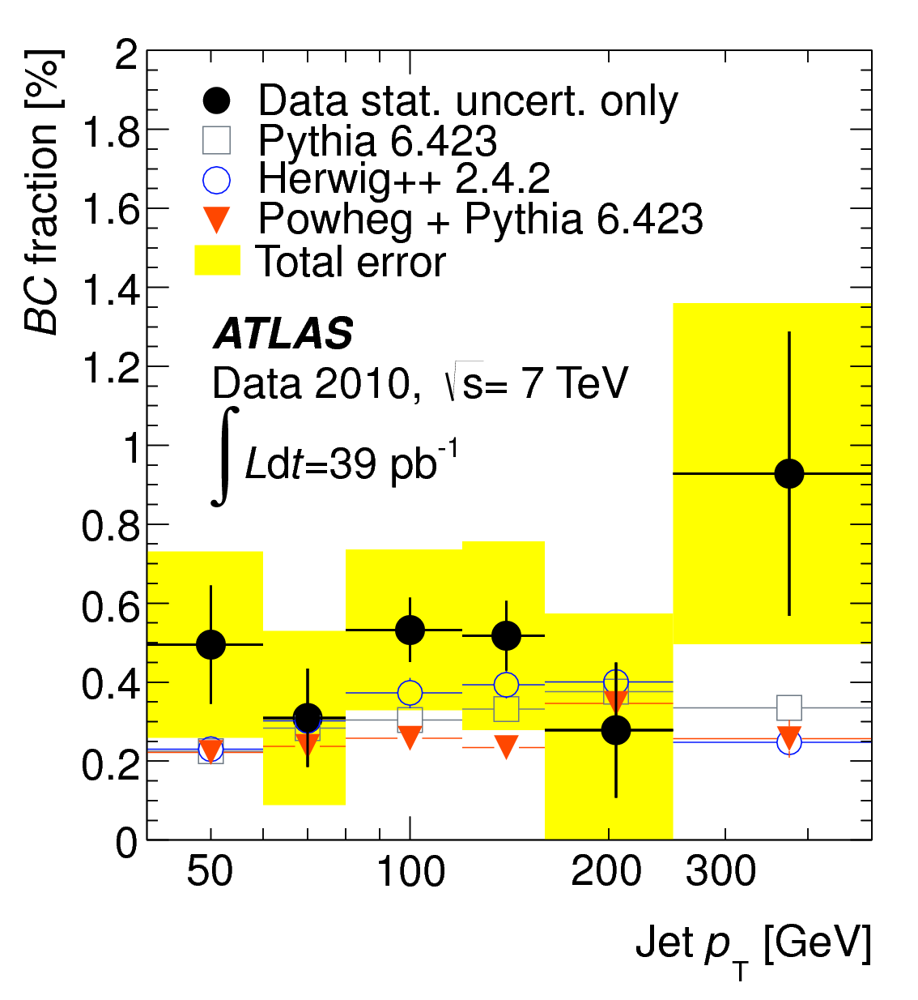 BC fraction [%]
2
1.8
1.6
1.4
1.2
1
0.8
0.6
0.4
0.2
0
Data stat. uncert. only
Pythia 6.423
Herwig++ 2.4.2
Powheg + Pythia 6.423
Total error
ATLAS
Data 2010, √s= 7 TeV
∫Ldt=39 pb⁻¹
50 100 200 300
Jet p_T [GeV]